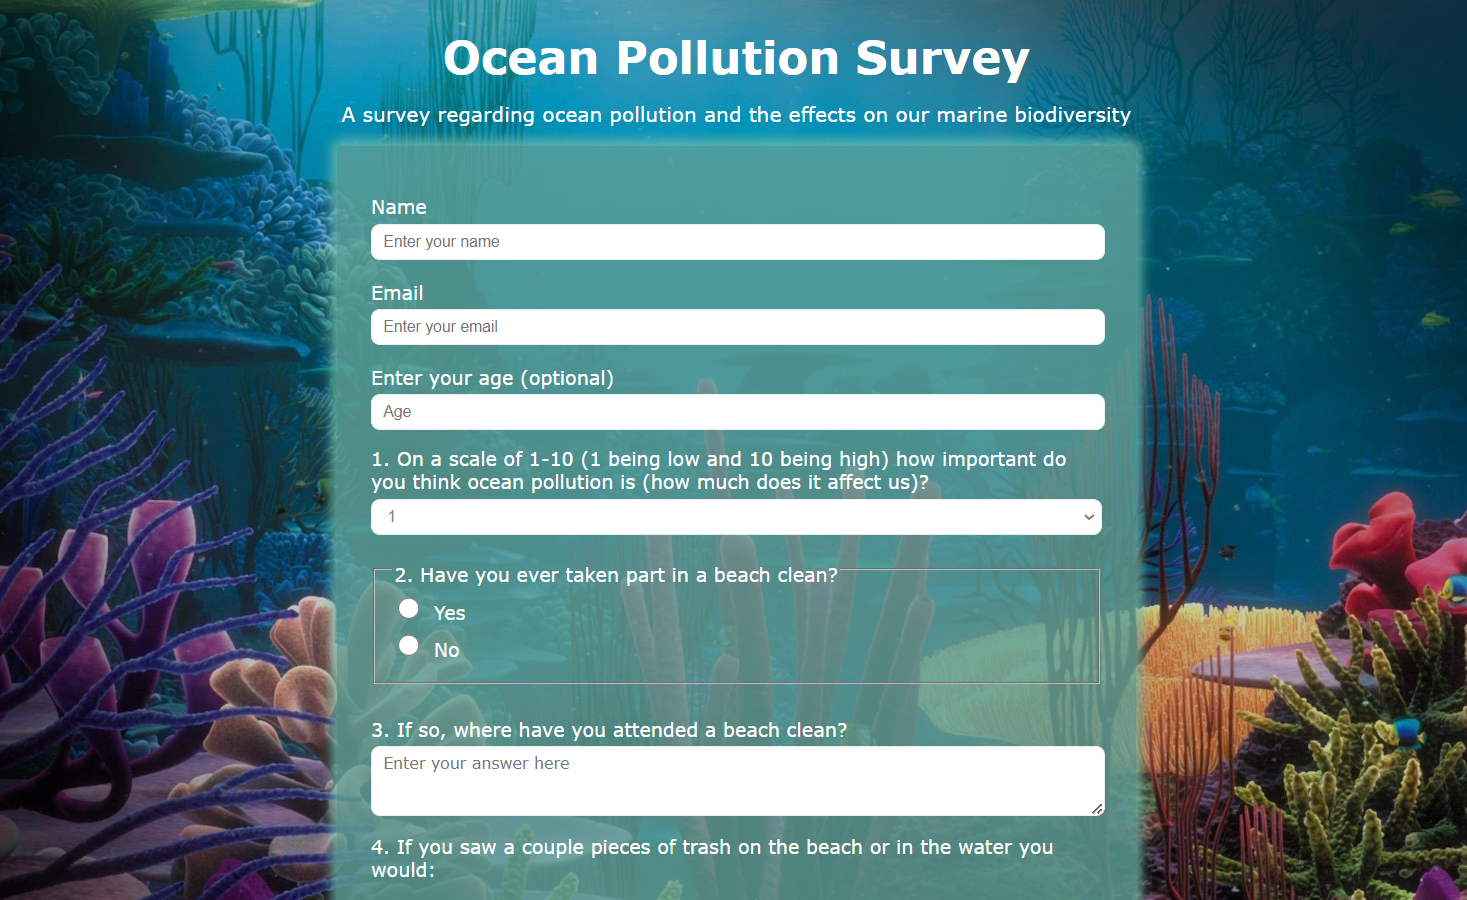 Ocean Pollution Survey
A survey regarding ocean pollution and the effects on our marine biodiversity
Name
Enter your name
Email
Enter your email
Enter your age (optional)
Age
1. On a scale of 1-10 (1 being low and 10 being high) how important do
you think ocean pollution is (how much does it affect us)?
1
2. Have you ever taken part in a beach clean?
Yes
No
3. If so, where have you attended a beach clean?
Enter your answer here
4. If you saw a couple pieces of trash on the beach or in the water you
would: